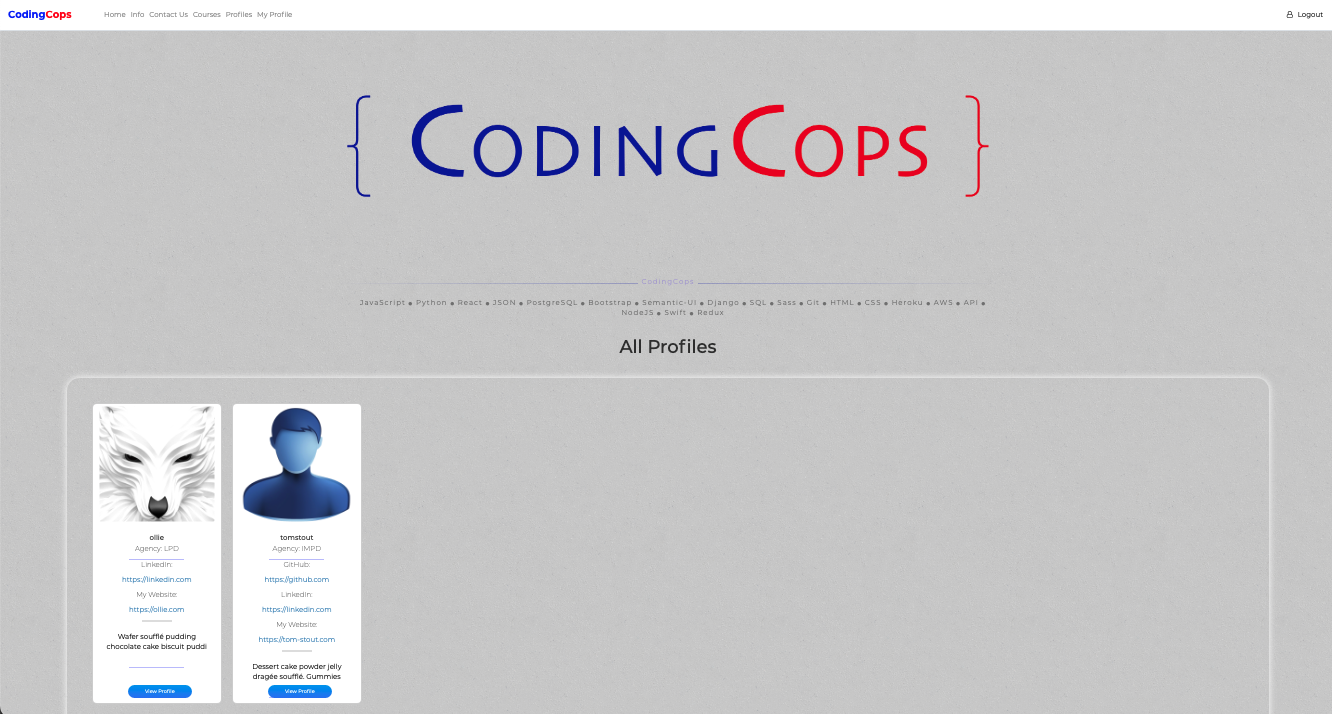 CodingCops Home Info Contact Us Courses Profiles My Profile Logout
{ CodingCops }
CodingCops
JavaScript ● Python ● React ● JSON ● PostgreSQL ● Bootstrap ● Semantic-UI ● Django ● SQL ● Sass ● Git ● HTML ● CSS ● Heroku ● AWS ● API ●
NodeJS ● Swift ● Redux
All Profiles
ollie
Agency: LPD
LinkedIn:
https://linkedin.com
My Website:
https://ollie.com
Wafer soufflé pudding
chocolate cake biscuit puddi
View Profile
tomstout
Agency: IMPD
GitHub:
https://github.com
LinkedIn:
https://linkedin.com
My Website:
https://tom-stout.com
Dessert cake powder jelly
dragée soufflé. Gummies
View Profile